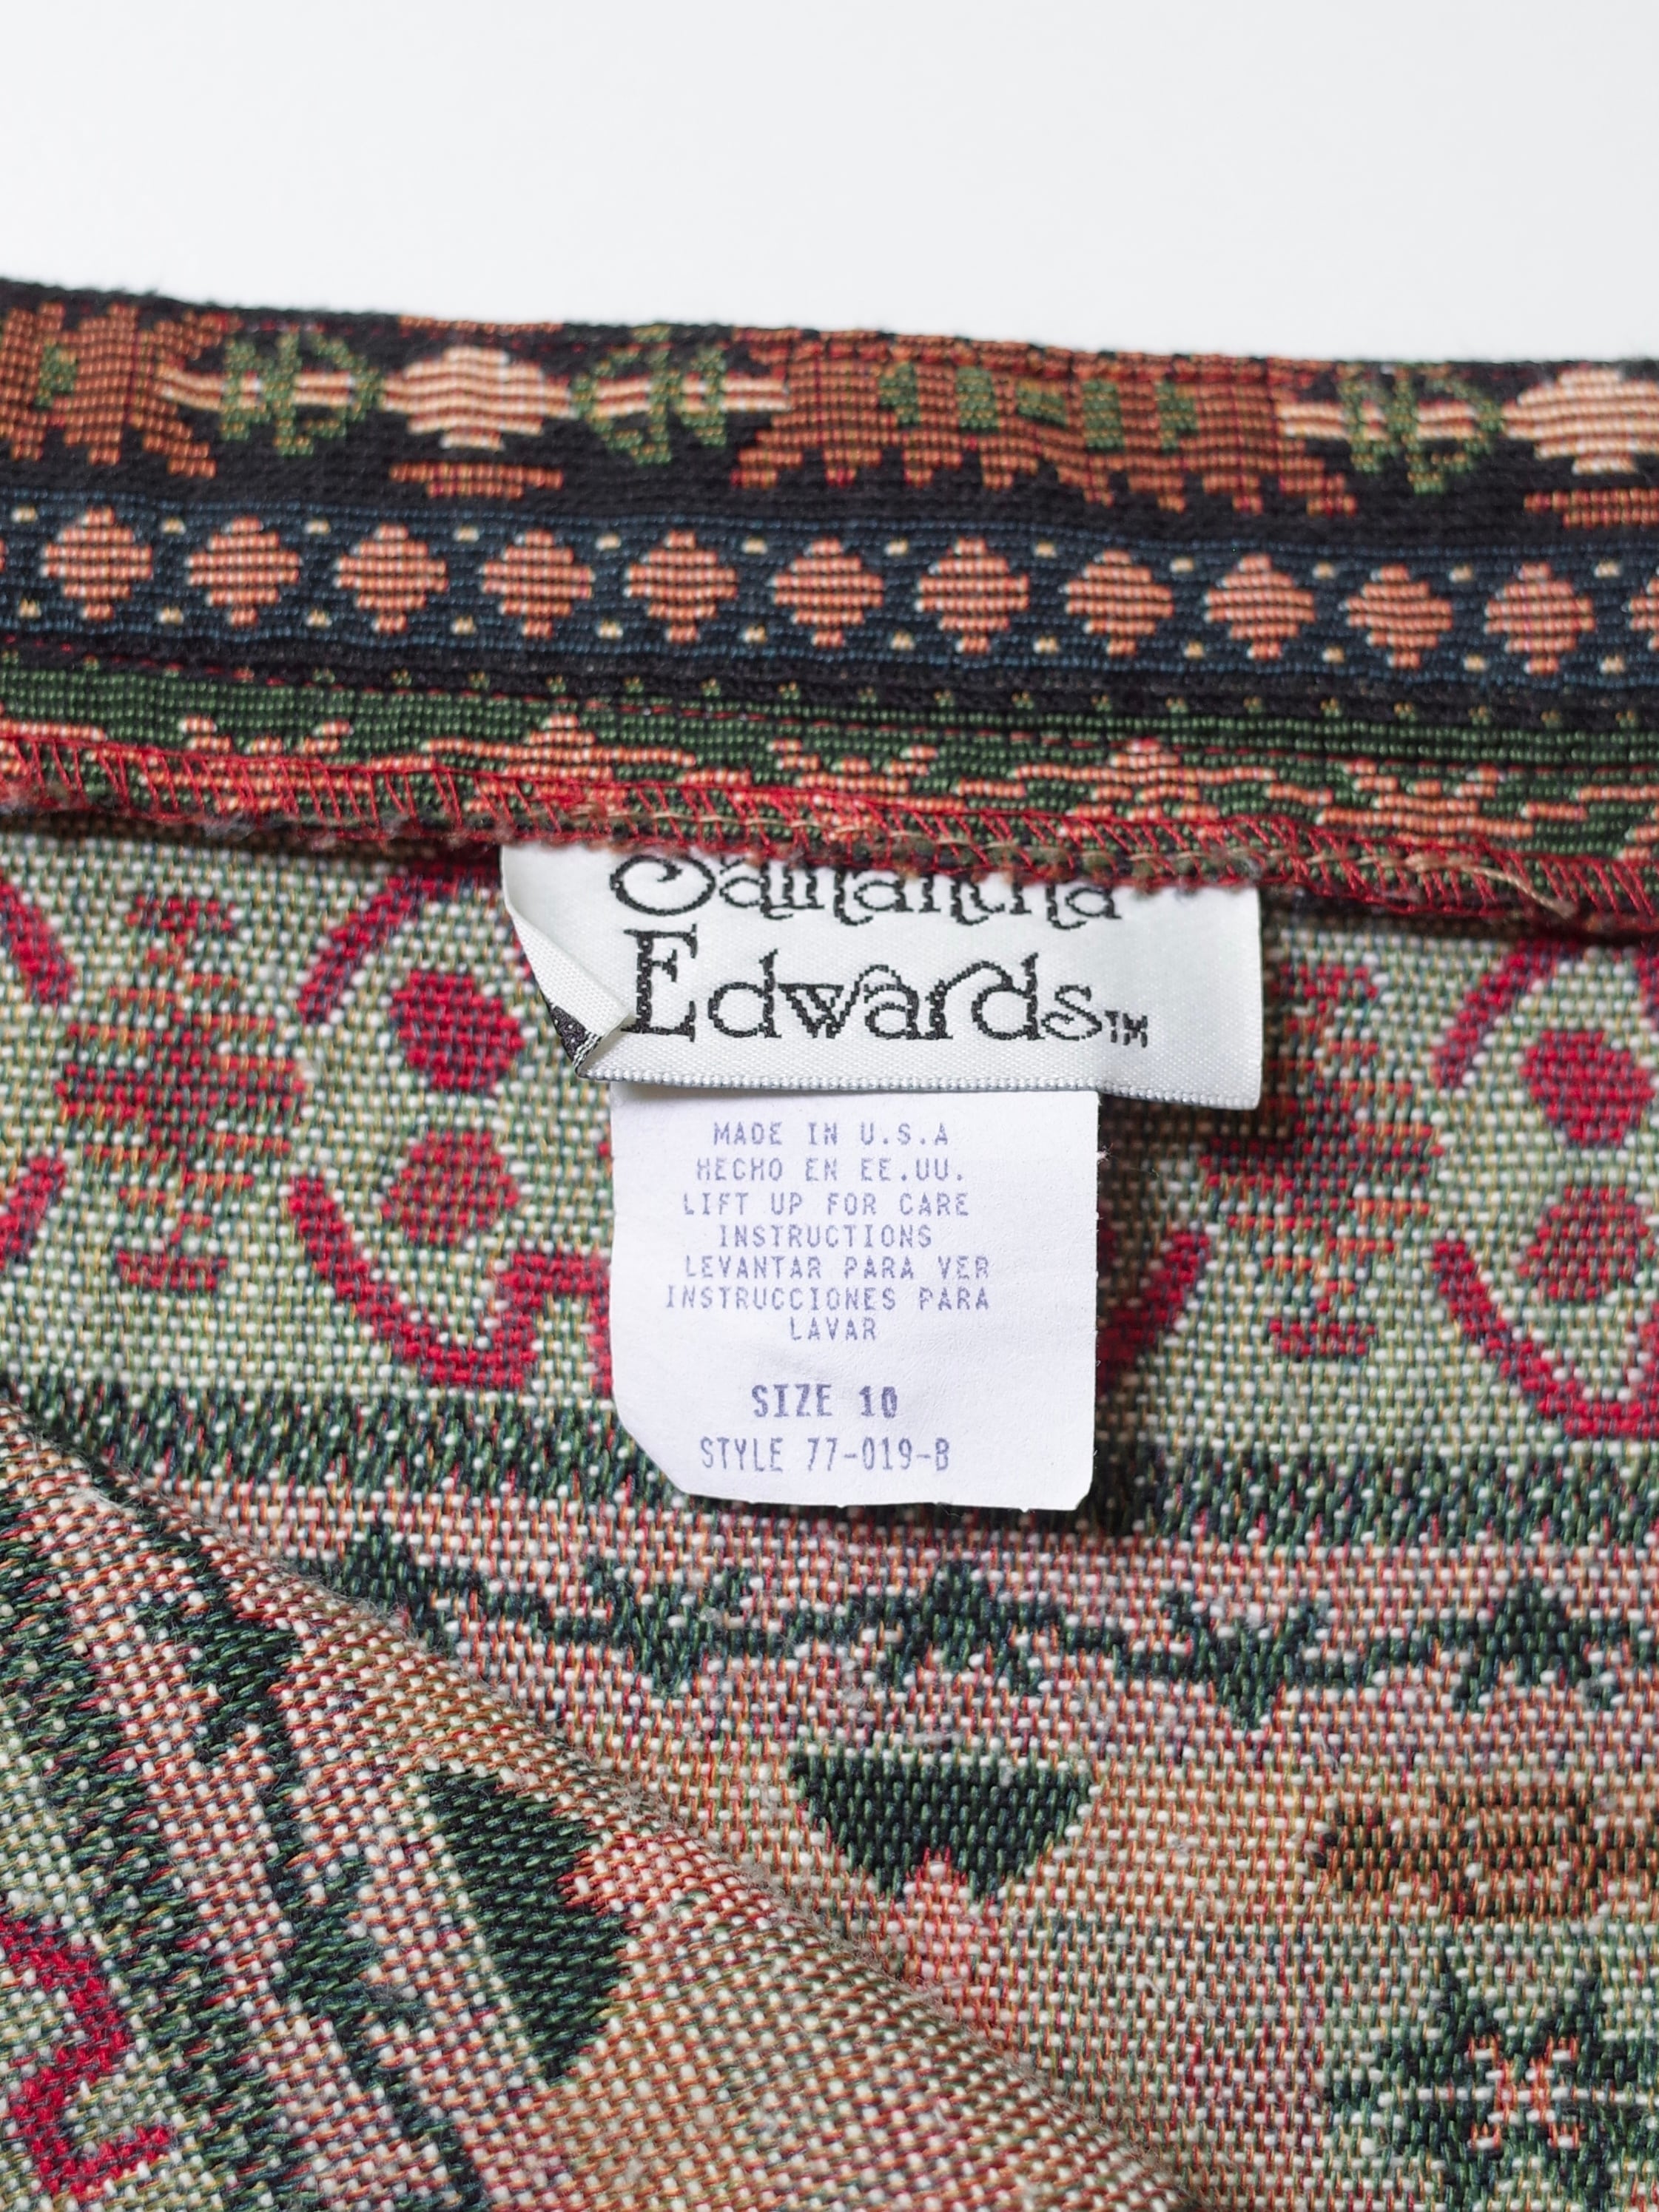 Samantha
Edwards™
MADE IN U.S.A
HECHO EN EE.UU.
LIFT UP FOR CARE
INSTRUCTIONS
LEVANTAR PARA VER
INSTRUCCIONES PARA
LAVAR
SIZE 10
STYLE 77-019-B